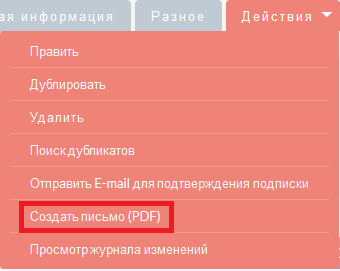 ая информация Разное Действия
Править
Дублировать
Удалить
Поиск дубликатов
Отправить E-mail для подтверждения подписки
Создать письмо (PDF)
Просмотр журнала изменений